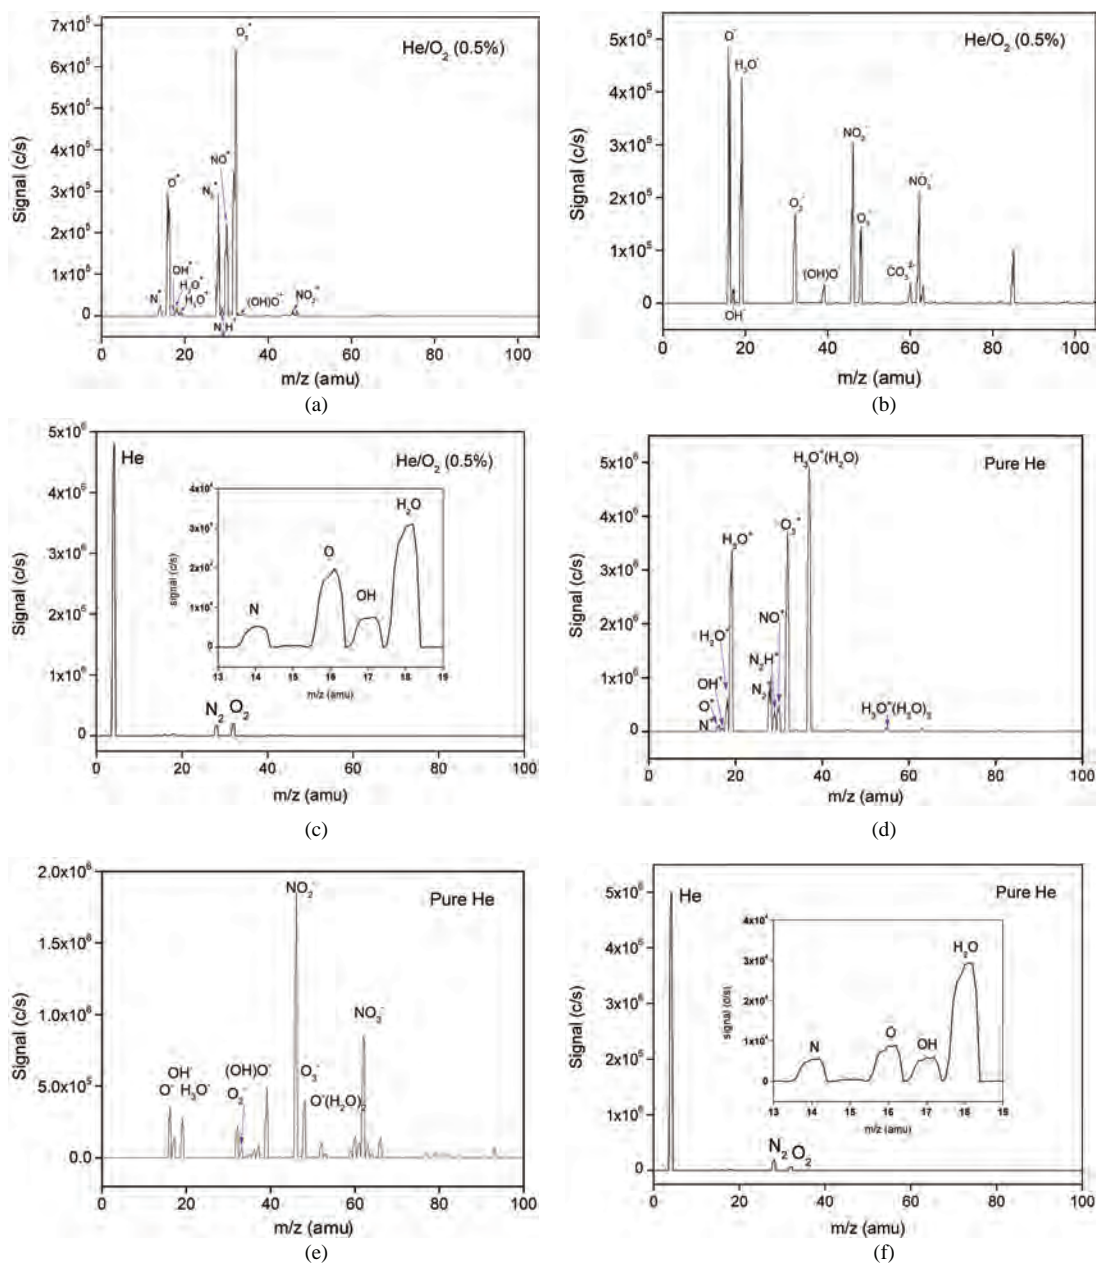 7x10⁵
6x10⁵
5x10⁵
4x10⁵
3x10⁵
2x10⁵
1x10⁵
0
Signal (c/s)
He/O₂ (0.5%)
O₂⁺
NO⁺
N₂⁺
O⁺
OH⁺
H₂O⁺
H₃O⁺
N⁺
N₂H⁺
(OH)O⁺
NO₂⁺
0 20 40 60 80 100
m/z (amu)
(a)
5x10⁵
4x10⁵
3x10⁵
2x10⁵
1x10⁵
0
Signal (c/s)
He/O₂ (0.5%)
O⁻
H₃O⁻
NO₂⁻
NO₃⁻
O₂⁻
O₃⁻
(OH)O⁻
OH⁻
0 20 40 60 80 100
m/z (amu)
(b)
5x10⁶
4x10⁶
3x10⁶
2x10⁶
1x10⁶
0
Signal (c/s)
He
He/O₂ (0.5%)
N₂
O₂
signal (c/s)
N
O
OH
H₂O
13 14 15 16 17 18 19
m/z (amu)
0 20 40 60 80 100
m/z (amu)
(c)
5x10⁶
4x10⁶
3x10⁶
2x10⁶
1x10⁶
0
Signal (c/s)
H₃O⁺(H₂O)
Pure He
H₃O⁺
H₂O⁺
OH⁺
O⁺
N⁺
NO⁺
N₂H⁺
H₃O⁺(H₂O)₂
0 20 40 60 80 100
m/z (amu)
(d)
2.0x10⁶
1.5x10⁶
1.0x10⁶
5.0x10⁵
0.0
Signal (c/s)
NO₂⁻
Pure He
OH⁻
O⁻ H₃O⁻
(OH)O⁻
O₂⁻
O₃⁻
O⁻(H₂O)₂
0 20 40 60 80 100
m/z (amu)
(e)
5x10⁶
4x10⁶
3x10⁶
2x10⁶
1x10⁶
0
Signal (c/s)
He
Pure He
N₂
O₂
4x10⁴
3x10⁴
0
signal (c/s)
N
O
OH
H₂O
13 14 15 16 17 18 19
m/z (amu)
0 20 40 60 80 100
m/z (amu)
(f)